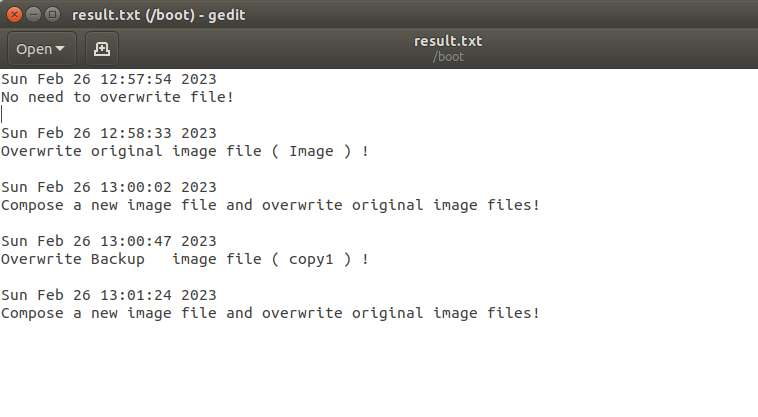 result.txt (/boot) - gedit
Open
result.txt
/boot
Sun Feb 26 12:57:54 2023
No need to overwrite file!
Sun Feb 26 12:58:33 2023
Overwrite original image file ( Image ) !
Sun Feb 26 13:00:02 2023
Compose a new image file and overwrite original image files!
Sun Feb 26 13:00:47 2023
Overwrite Backup   image file ( copy1 ) !
Sun Feb 26 13:01:24 2023
Compose a new image file and overwrite original image files!